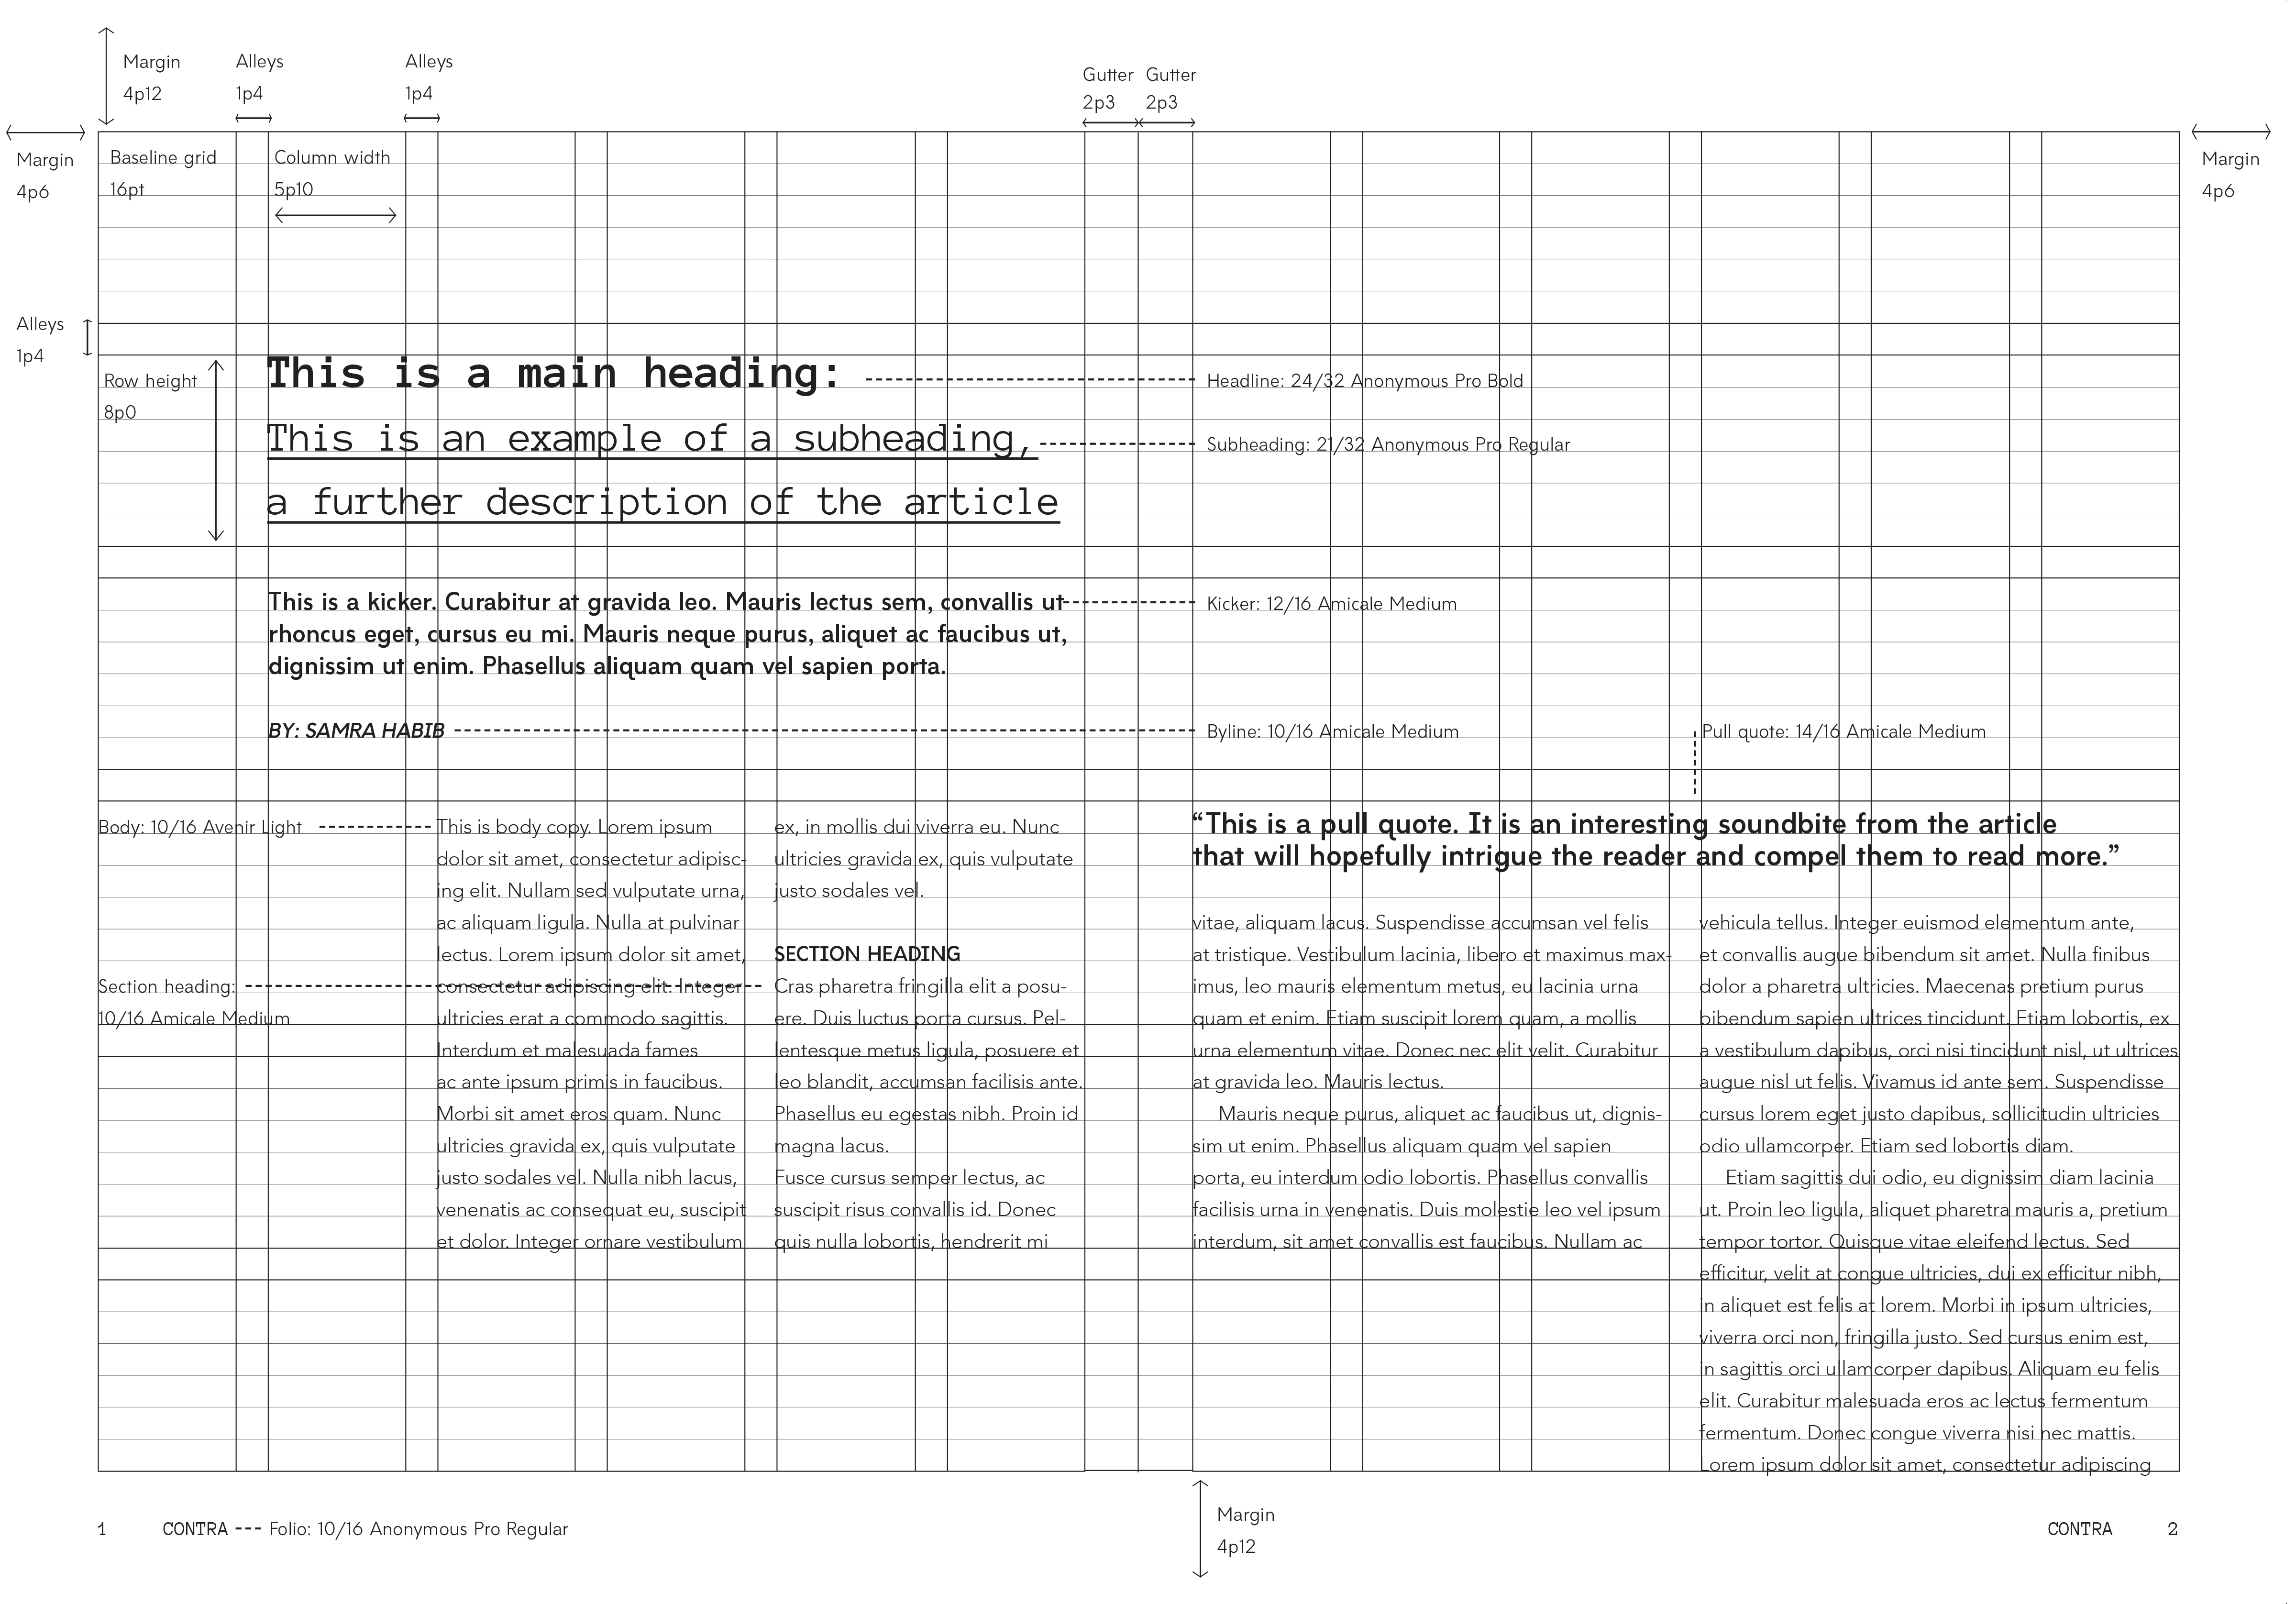 Margin
4p12
Alleys
1p4
Alleys
1p4
Gutter
2p3
Gutter
2p3
Margin
4p6
Baseline grid
16pt
Column width
5p10
Margin
4p6
Alleys
1p4
Row height
8p0
This is a main heading:
Headline: 24/32 Anonymous Pro Bold
This is an example of a subheading,
Subheading: 21/32 Anonymous Pro Regular
a further description of the article
This is a kicker. Curabitur at gravida leo. Mauris lectus sem, convallis ut
Kicker: 12/16 Amicale Medium
rhoncus eget, cursus eu mi. Mauris neque purus, aliquet ac faucibus ut,
dignissim ut enim. Phasellus aliquam quam vel sapien porta.
BY: SAMRA HABIB
Byline: 10/16 Amicale Medium
Pull quote: 14/16 Amicale Medium
Body: 10/16 Avenir Light
Section heading:
10/16 Amicale Medium
This is body copy. Lorem ipsum
dolor sit amet, consectetur adipisc-
ing elit. Nullam sed vulputate urna,
ac aliquam ligula. Nulla at pulvinar
lectus. Lorem ipsum dolor sit amet,
consectetur adipiscing elit. Integer
ultricies erat a commodo sagittis.
Interdum et malesuada fames
ac ante ipsum primis in faucibus.
Morbi sit amet eros quam. Nunc
ultricies gravida ex, quis vulputate
justo sodales vel. Nulla nibh lacus,
venenatis ac consequat eu, suscipit
et dolor. Integer ornare vestibulum
ex, in mollis dui viverra eu. Nunc
ultricies gravida ex, quis vulputate
justo sodales vel.
SECTION HEADING
Cras pharetra fringilla elit a posu-
ere. Duis luctus porta cursus. Pel-
lentesque metus ligula, posuere et
leo blandit, accumsan facilisis ante.
Phasellus eu egestas nibh. Proin id
magna lacus.
Fusce cursus semper lectus, ac
suscipit risus convallis id. Donec
quis nulla lobortis, hendrerit mi
“This is a pull quote. It is an interesting soundbite from the article
that will hopefully intrigue the reader and compel them to read more.”
vitae, aliquam lacus. Suspendisse accumsan vel felis
at tristique. Vestibulum lacinia, libero et maximus max-
imus, leo mauris elementum metus, eu lacinia urna
quam et enim. Etiam suscipit lorem quam, a mollis
urna elementum vitae. Donec nec elit velit. Curabitur
at gravida leo. Mauris lectus.
Mauris neque purus, aliquet ac faucibus ut, dignis-
sim ut enim. Phasellus aliquam quam vel sapien
porta, eu interdum odio lobortis. Phasellus convallis
facilisis urna in venenatis. Duis molestie leo vel ipsum
interdum, sit amet convallis est faucibus. Nullam ac
vehicula tellus. Integer euismod elementum ante,
et convallis augue bibendum sit amet. Nulla finibus
dolor a pharetra ultricies. Maecenas pretium purus
bibendum sapien ultrices tincidunt. Etiam lobortis, ex
a vestibulum dapibus, orci nisi tincidunt nisl, ut ultrices
augue nisl ut felis. Vivamus id ante sem. Suspendisse
cursus lorem eget justo dapibus, sollicitudin ultricies
odio ullamcorper. Etiam sed lobortis diam.
Etiam sagittis dui odio, eu dignissim diam lacinia
ut. Proin leo ligula, aliquet pharetra mauris a, pretium
tempor tortor. Quisque vitae eleifend lectus. Sed
efficitur, velit at congue ultricies, dui ex efficitur nibh,
in aliquet est felis at lorem. Morbi in ipsum ultricies,
viverra orci non, fringilla justo. Sed cursus enim est,
in sagittis orci ullamcorper dapibus. Aliquam eu felis
elit. Curabitur malesuada eros ac lectus fermentum
fermentum. Donec congue viverra nisi nec mattis.
Lorem ipsum dolor sit amet, consectetur adipiscing
Margin
4p12
1 CONTRA --- Folio: 10/16 Anonymous Pro Regular
CONTRA 2